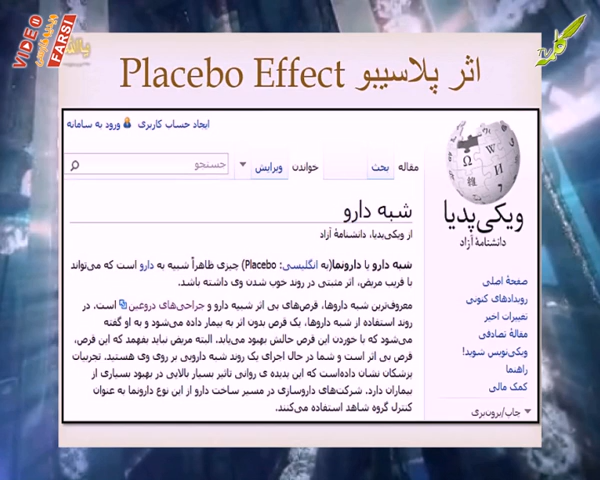 VIDEO FARSI
ویدئو فارسی
TV
اثر پلاسیبو Placebo Effect
ایجاد حساب کاربری ورود به سامانه
مقاله بحث خواندن ویرایش جستجو
ویکی‌پدیا
دانشنامهٔ آزاد
صفحهٔ اصلی
رویدادهای کنونی
تغییرات اخیر
مقالهٔ تصادفی
ویکی‌نویس شوید!
راهنما
کمک مالی
چاپ/برون‌بری
شبه دارو
از ویکی‌پدیا، دانشنامهٔ آزاد
شبه دارو یا دارونما(به انگلیسی: Placebo) چیزی ظاهراً شبیه به دارو است که می‌تواند
با فریب مریض، اثر مثبتی در روند خوب شدن وی داشته باشد.
معروف‌ترین شبه داروها، قرص‌های بی اثر شبیه دارو و جراحی‌های دروغین است. در
روند استفاده از شبه داروها، یک قرص بدون اثر به بیمار داده می‌شود و به او گفته
می‌شود که با خوردن این قرص حالش بهبود می‌یابد. البته مریض نباید بفهمد که این قرص،
قرص بی اثر است و شما در حال اجرای یک روند شبه دارویی بر روی وی هستید. تجربیات
پزشکان نشان داده‌است که این پدیده ی روانی تاثیر بسیار بالایی در بهبود بسیاری از
بیماران دارد. شرکت‌های داروسازی در مسیر ساخت دارو از این نوع دارونما به عنوان
کنترل گروه شاهد استفاده می‌کنند.